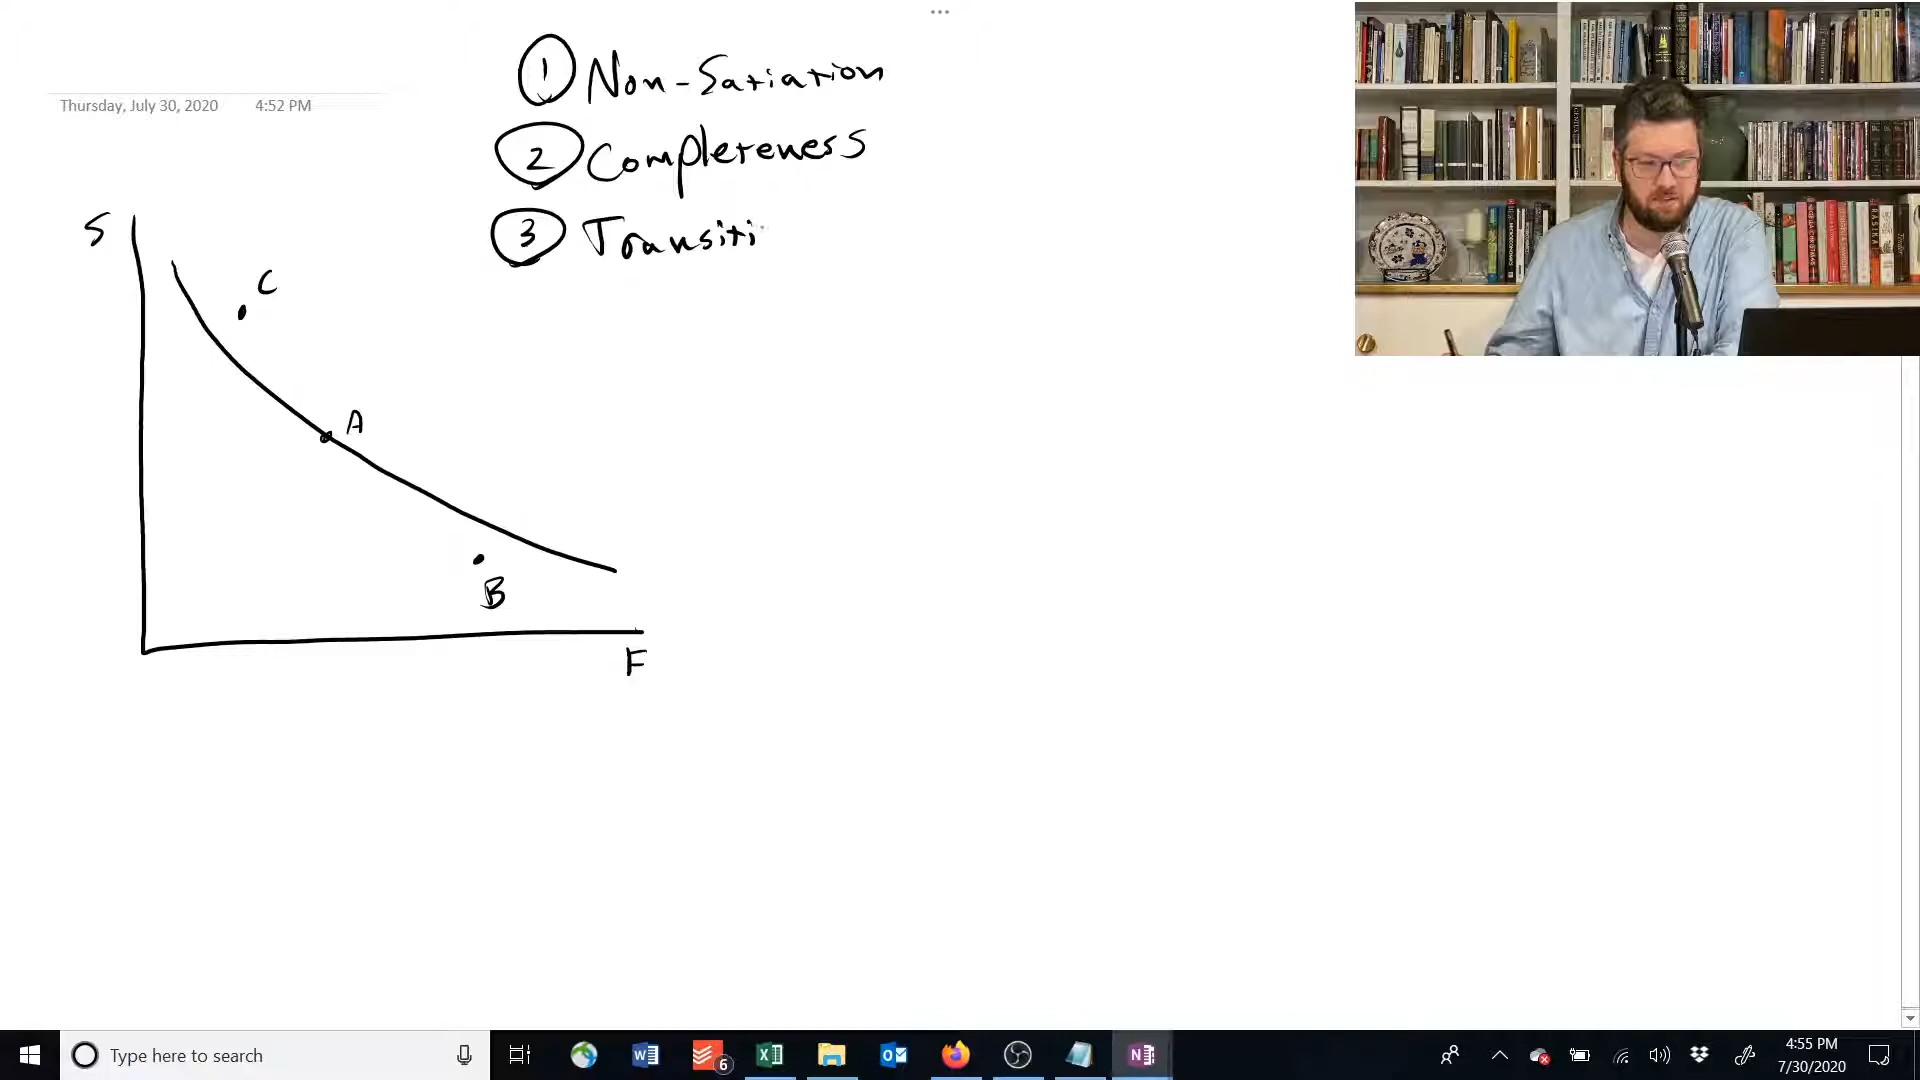 ① Non-Satiation
Thursday, July 30, 2020 4:52 PM
② Completeness
③ Transiti
S
C
A
B
F
Type here to search
6
4:55 PM
7/30/2020